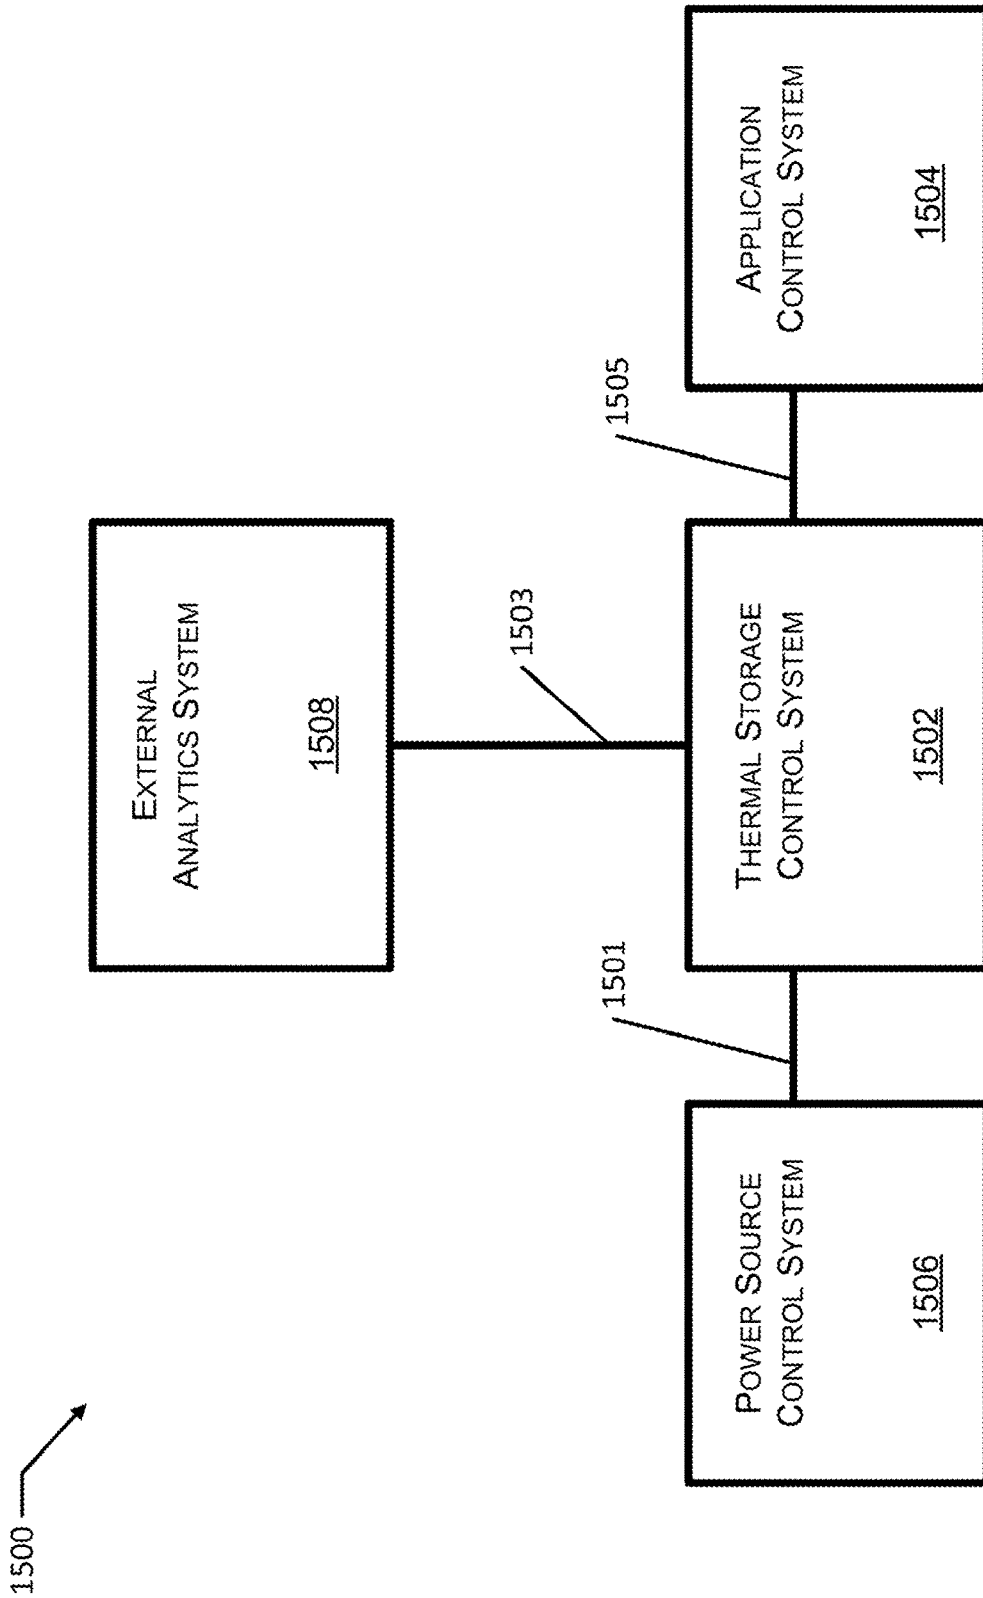 1500
EXTERNAL
ANALYTICS SYSTEM
1508
1503
1501
1505
POWER SOURCE
CONTROL SYSTEM
1506
THERMAL STORAGE
CONTROL SYSTEM
1502
APPLICATION
CONTROL SYSTEM
1504